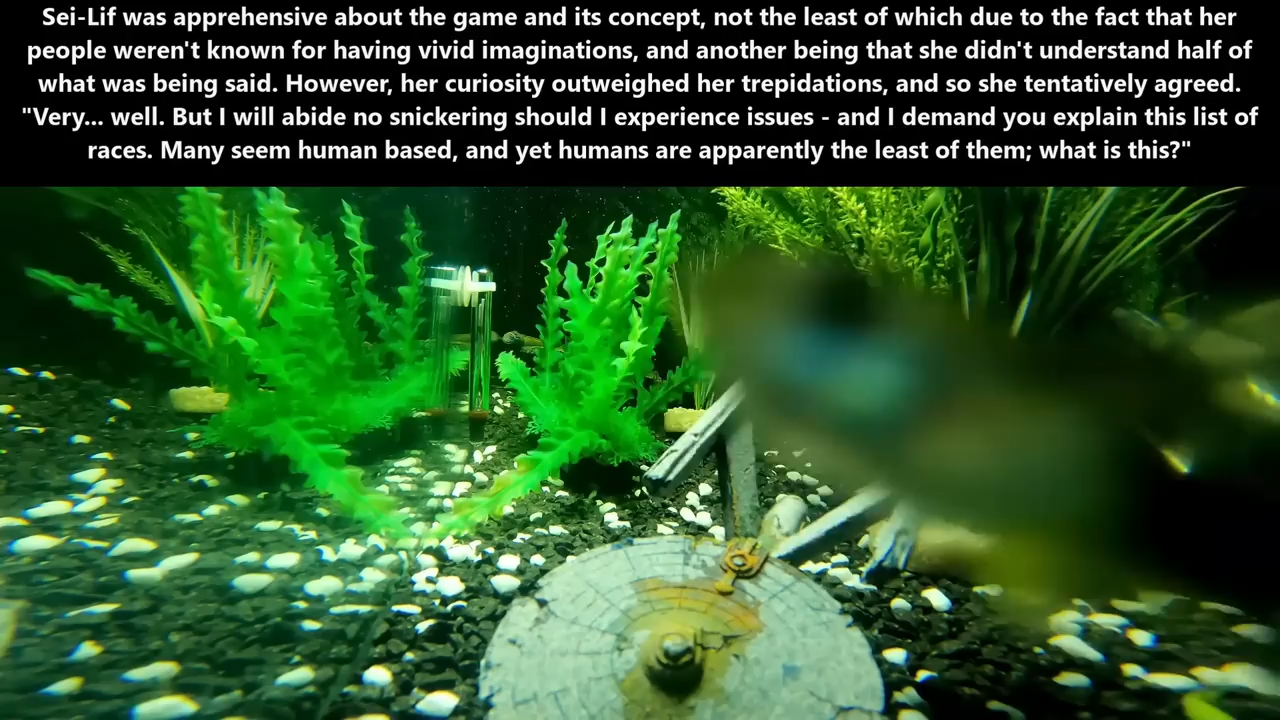 Sei-Lif was apprehensive about the game and its concept, not the least of which due to the fact that her
people weren't known for having vivid imaginations, and another being that she didn't understand half of
what was being said. However, her curiosity outweighed her trepidations, and so she tentatively agreed.
"Very... well. But I will abide no snickering should I experience issues - and I demand you explain this list of
races. Many seem human based, and yet humans are apparently the least of them; what is this?"